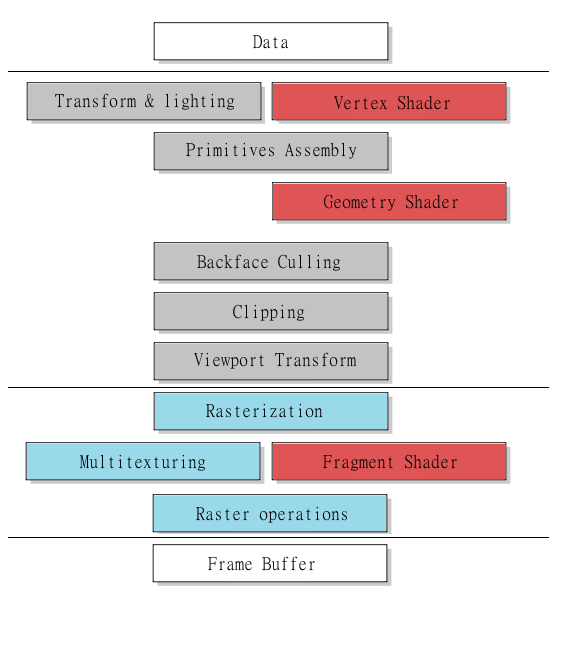 Data
Transform & lighting
Vertex Shader
Primitives Assembly
Geometry Shader
Backface Culling
Clipping
Viewport Transform
Rasterization
Multitexturing
Fragment Shader
Raster operations
Frame Buffer